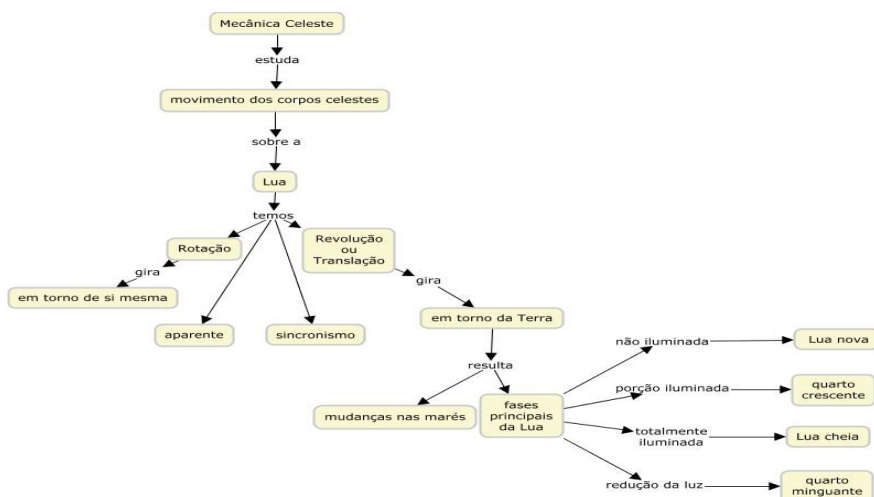 Mecânica Celeste
estuda
movimento dos corpos celestes
sobre a
Lua
temos
Rotação
Revolução
ou
Translação
gira
gira
em torno de si mesma
em torno da Terra
aparente
sincronismo
resulta
mudanças nas marés
fases
principais
da Lua
não iluminada
Lua nova
porção iluminada
quarto
crescente
totalmente
iluminada
Lua cheia
redução da luz
quarto
minguante